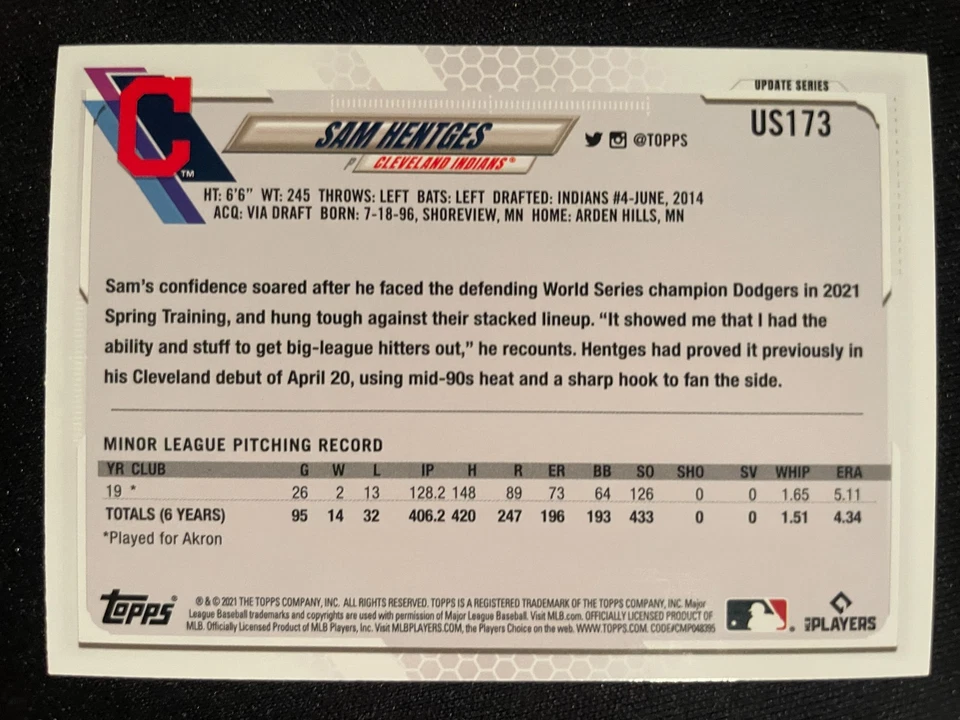 UPDATE SERIES
US173
C
TM
SAM HENTGES
@TOPPS
P CLEVELAND INDIANS®
HT: 6'6" WT: 245 THROWS: LEFT BATS: LEFT DRAFTED: INDIANS #4-JUNE, 2014
ACQ: VIA DRAFT BORN: 7-18-96, SHOREVIEW, MN HOME: ARDEN HILLS, MN
Sam's confidence soared after he faced the defending World Series champion Dodgers in 2021
Spring Training, and hung tough against their stacked lineup. “It showed me that I had the
ability and stuff to get big-league hitters out,” he recounts. Hentges had proved it previously in
his Cleveland debut of April 20, using mid-90s heat and a sharp hook to fan the side.
MINOR LEAGUE PITCHING RECORD
YR CLUB G W L IP H R ER BB SO SHO SV WHIP ERA
19 * 26 2 13 128.2 148 89 73 64 126 0 0 1.65 5.11
TOTALS (6 YEARS) 95 14 32 406.2 420 247 196 193 433 0 0 1.51 4.34
*Played for Akron
Topps®
® & © 2021 THE TOPPS COMPANY, INC. ALL RIGHTS RESERVED. TOPPS IS A REGISTERED TRADEMARK OF THE TOPPS COMPANY, INC. Major
League Baseball trademarks and copyrights are used with permission of Major League Baseball. Visit MLB.com. OFFICIALLY LICENSED PRODUCT OF
MLB. Officially Licensed Product of MLB Players, Inc. Visit MLBPLAYERS.COM, the Players Choice on the web. WWW.TOPPS.COM. CODE#CMP048395
MLB PLAYERS